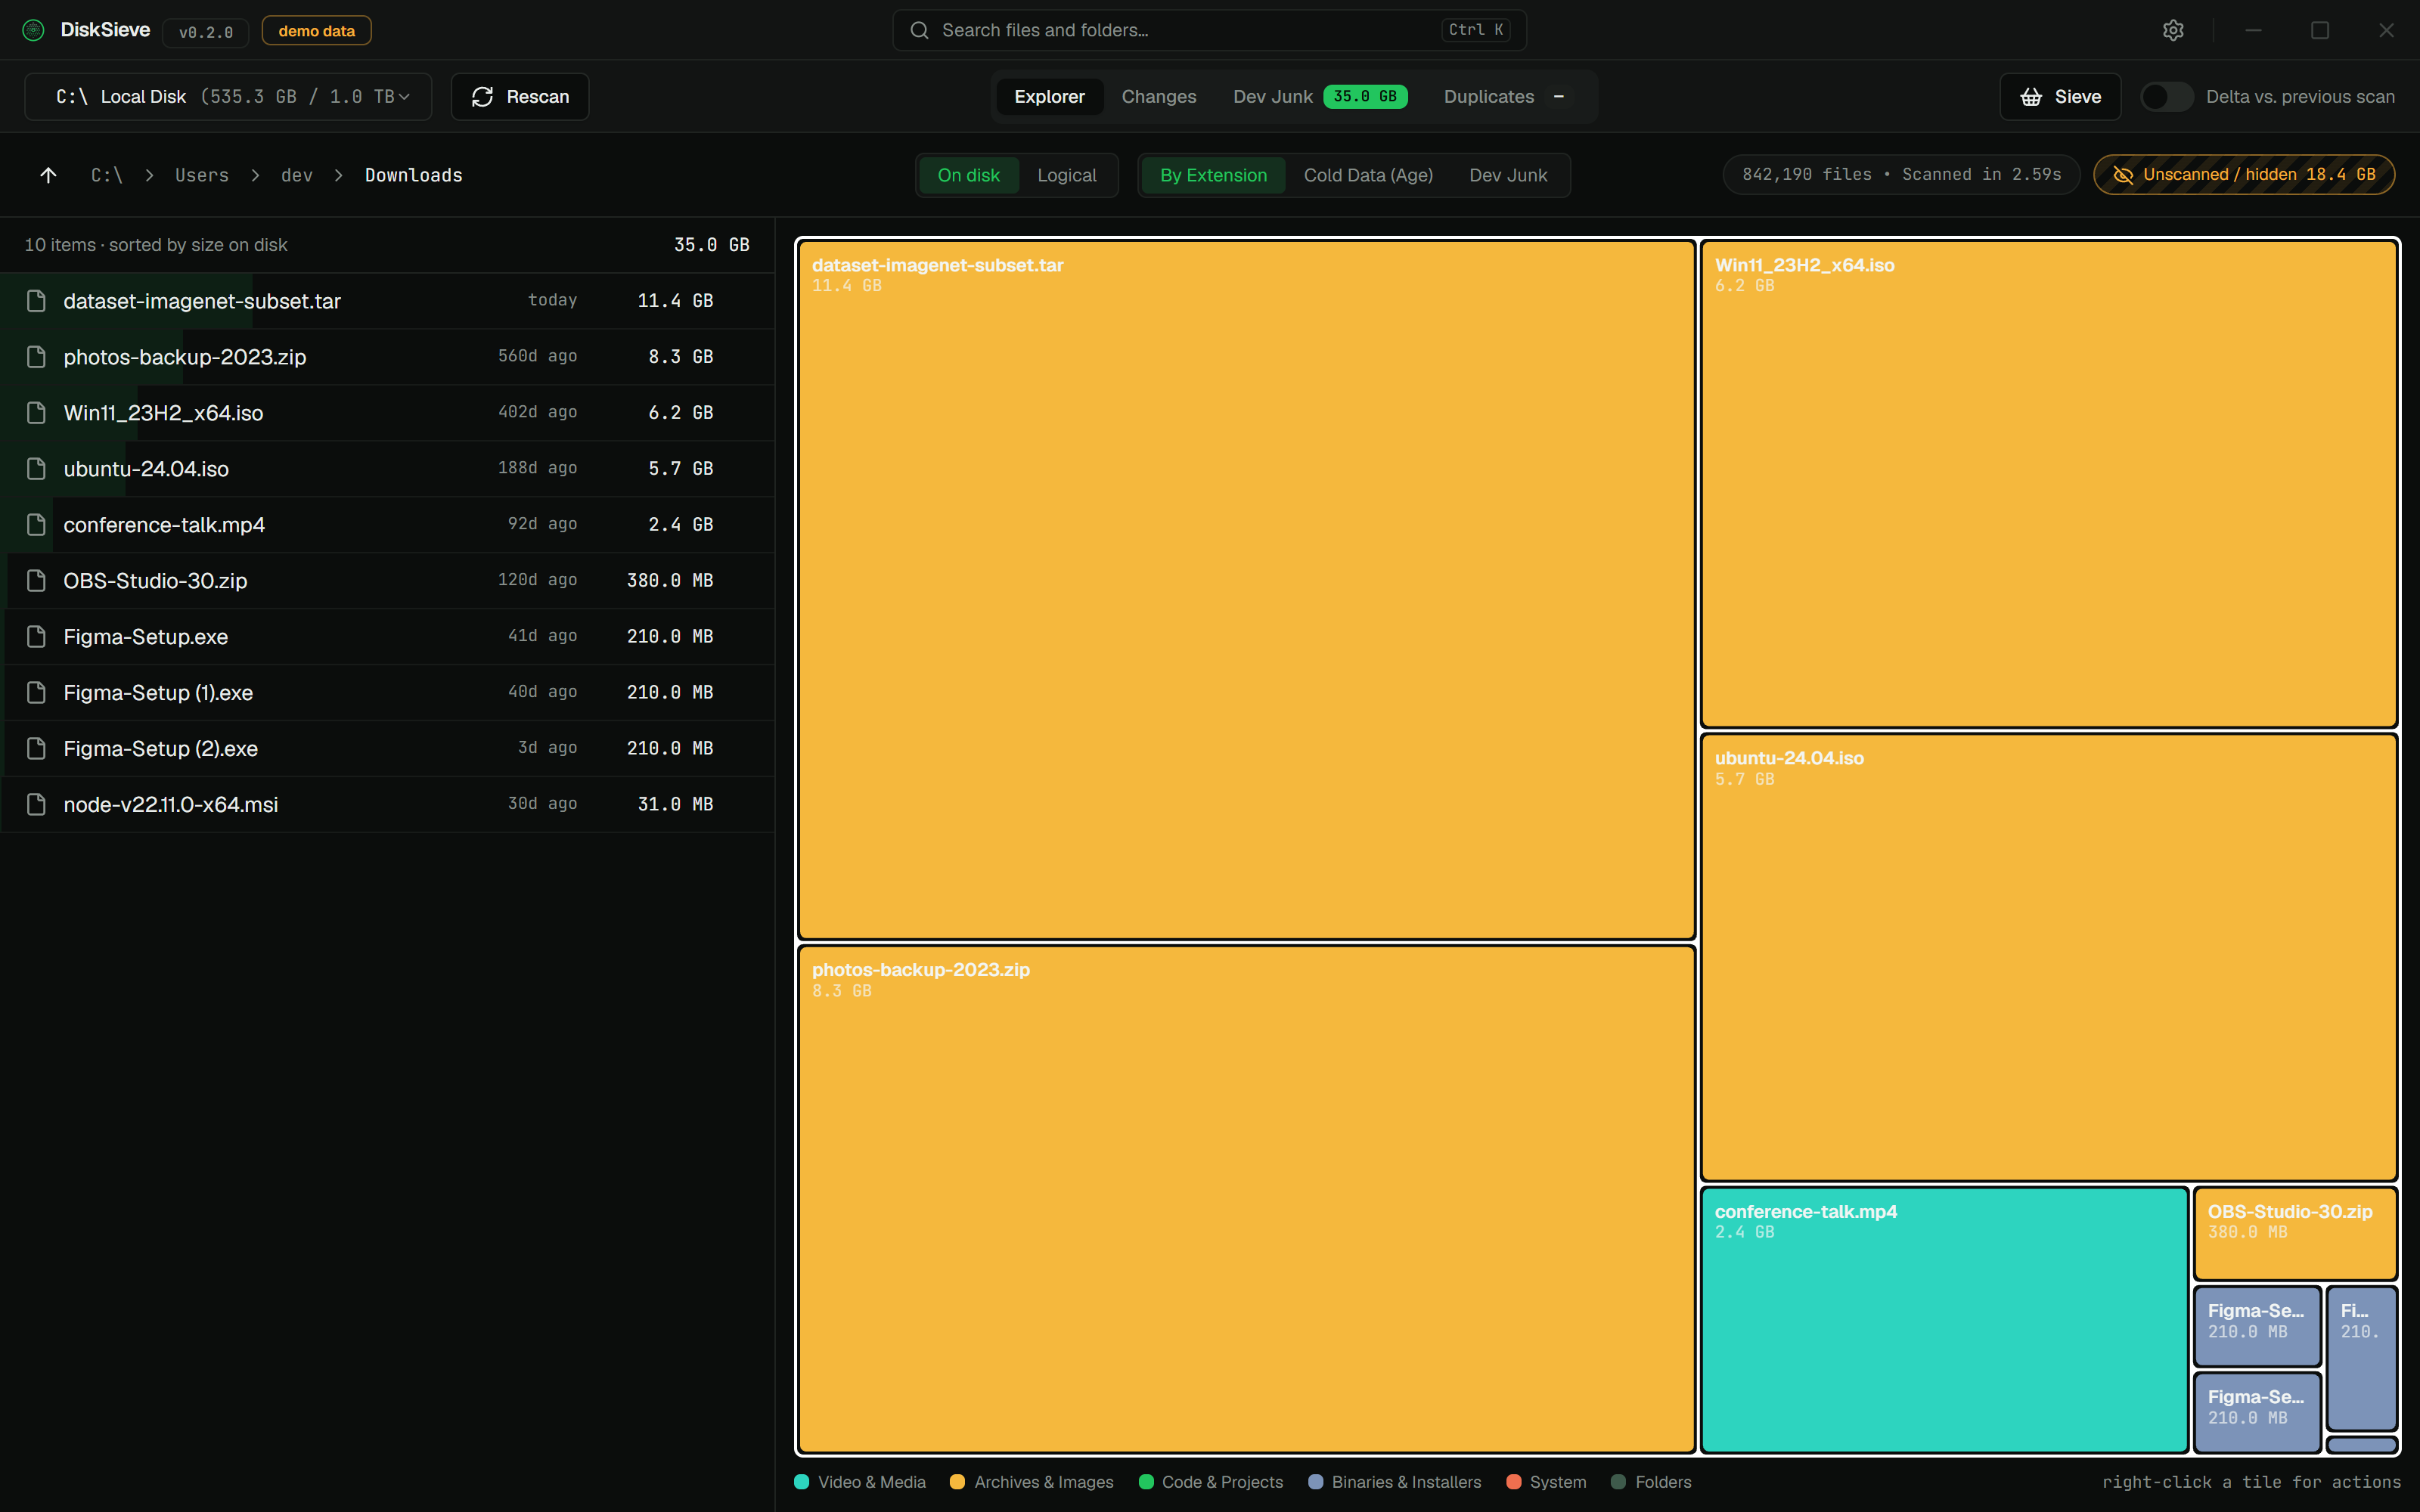 DiskSieve v0.2.0 demo data
Search files and folders... Ctrl K
C:\ Local Disk (535.3 GB / 1.0 TB
Rescan
Explorer Changes Dev Junk 35.0 GB Duplicates –
Sieve Delta vs. previous scan
C:\ > Users > dev > Downloads
On disk Logical
By Extension Cold Data (Age) Dev Junk
842,190 files • Scanned in 2.59s
Unscanned / hidden 18.4 GB
10 items · sorted by size on disk 35.0 GB
dataset-imagenet-subset.tar today 11.4 GB
photos-backup-2023.zip 560d ago 8.3 GB
Win11_23H2_x64.iso 402d ago 6.2 GB
ubuntu-24.04.iso 188d ago 5.7 GB
conference-talk.mp4 92d ago 2.4 GB
OBS-Studio-30.zip 120d ago 380.0 MB
Figma-Setup.exe 41d ago 210.0 MB
Figma-Setup (1).exe 40d ago 210.0 MB
Figma-Setup (2).exe 3d ago 210.0 MB
node-v22.11.0-x64.msi 30d ago 31.0 MB
dataset-imagenet-subset.tar
11.4 GB
photos-backup-2023.zip
8.3 GB
Win11_23H2_x64.iso
6.2 GB
ubuntu-24.04.iso
5.7 GB
conference-talk.mp4
2.4 GB
OBS-Studio-30.zip
380.0 MB
Figma-Se...
210.0 MB
Fi...
210.
Figma-Se...
210.0 MB
Video & Media Archives & Images Code & Projects Binaries & Installers System Folders
right-click a tile for actions